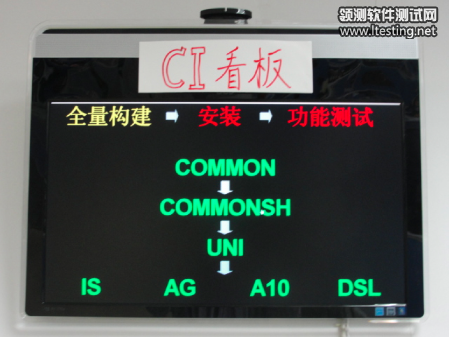 领测软件测试网
www.ltesting.net
CI看板
全量构建 ➡ 安装 ➡ 功能测试
COMMON
COMMONSH
UNI
IS AG A10 DSL